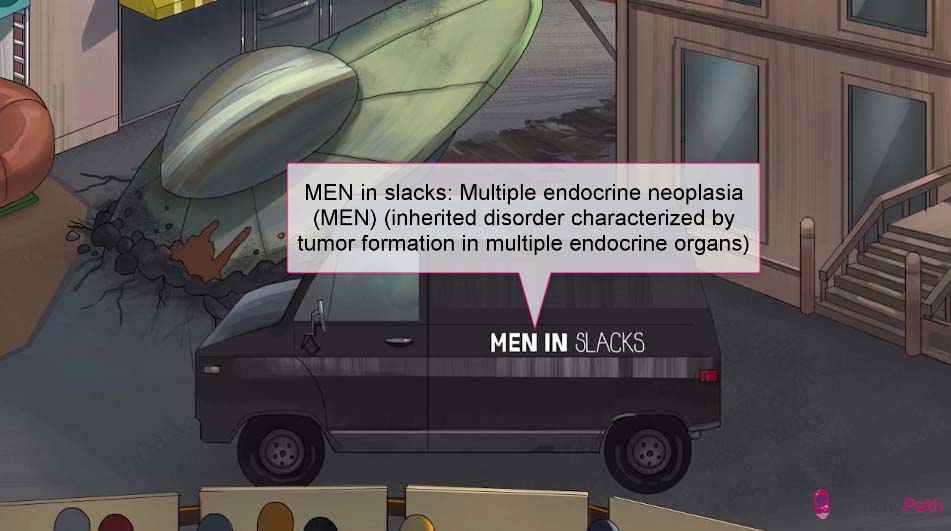 MEN in slacks: Multiple endocrine neoplasia
(MEN) (inherited disorder characterized by
tumor formation in multiple endocrine organs)
MEN IN SLACKS
Path